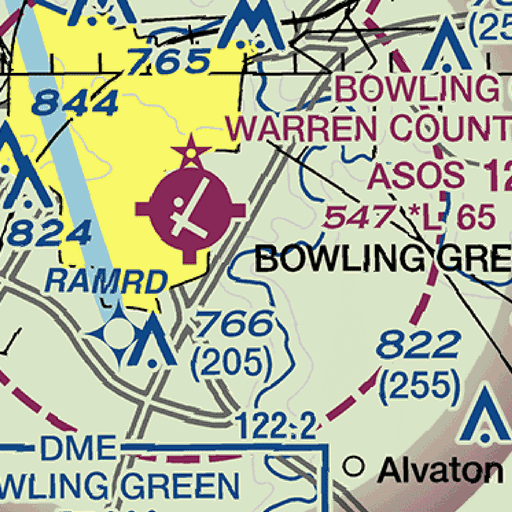 765
844
BOWLING
WARREN COUNT
ASOS 12
547 *L 65
824
BOWLING GRE
RAMRD
766
(205)
822
(255)
122.2
DME
WLING GREEN
Alvaton
(25